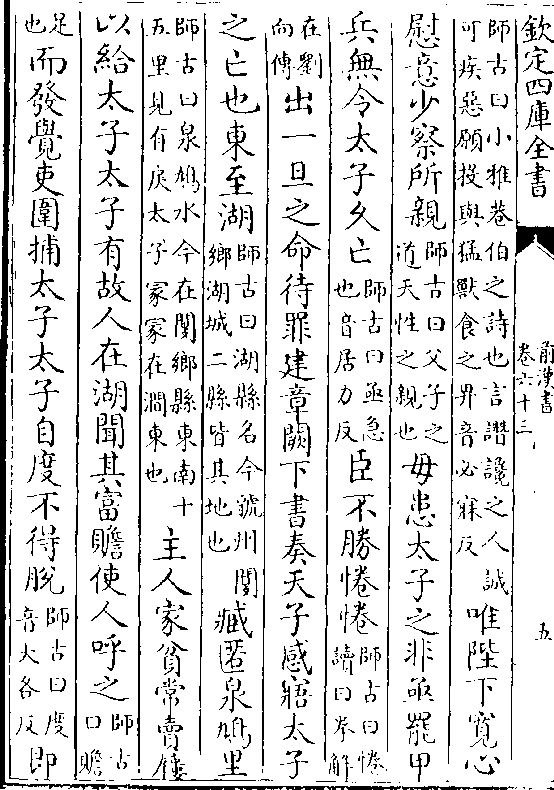 欽定四庫全書
前漢書
卷六十三
五
師古曰小雅巷伯之詩也言譖讒之人誠
可疾惡願投與猛獸食之畀音必寐反
唯陛下寬心
慰意少察所親
師古曰父子之
道天性之親也
毋患太子之非亟罷甲
兵無令太子久亡
師古曰亟急
也音居力反
臣不勝惓惓
師古曰惓
讀曰拳解
在劉
向傳
出一旦之命待罪建章闕下書奏天子感寤太子
之亡也東至湖
師古曰湖縣名今虢州閿
鄉湖城二縣皆其地也
臧匿泉鳩里
師古曰泉鳩水今在閿鄉縣東南十
五里見有戾太子冢冢在澗東也
主人家貧常賣屨
以給太子太子有故人在湖聞其富贍使人呼之
師古
曰贍
足
也
而發覺吏圍捕太子太子自度不得脫
師古曰度
音大各反
即